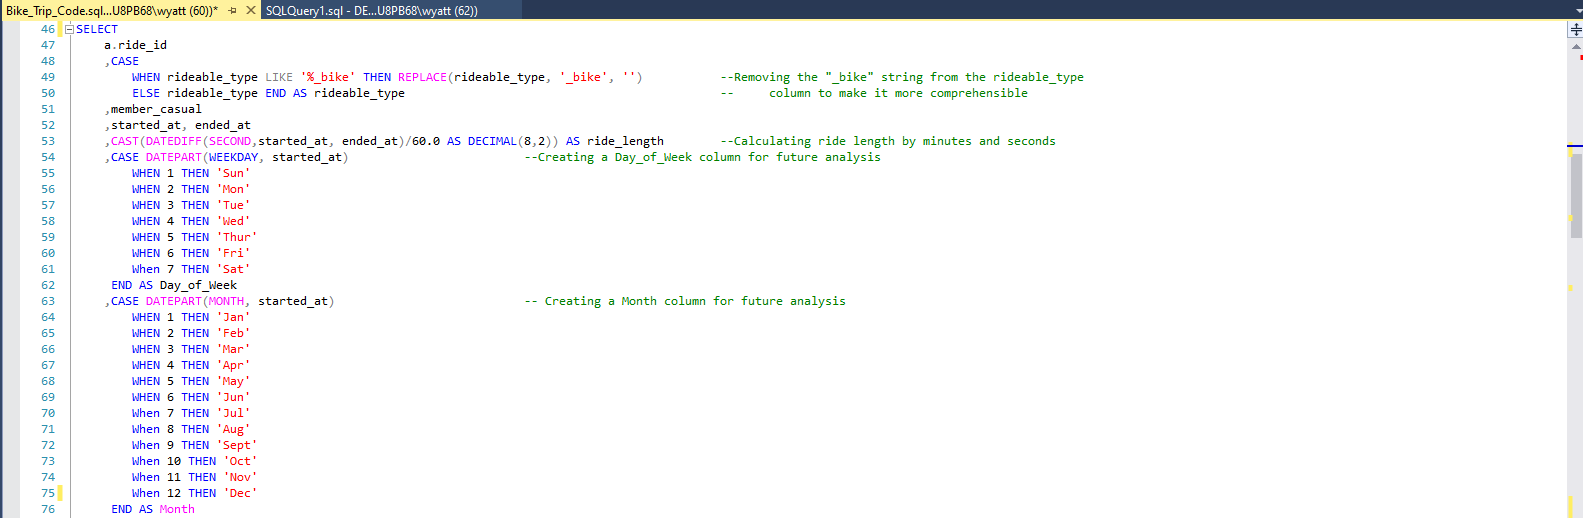 Bike_Trip_Code.sql...U8PB68\wyatt (60))* SQLQuery1.sql - DE...U8PB68\wyatt (62))
46 SELECT
47 a.ride_id
48 ,CASE
49 WHEN rideable_type LIKE '%_bike' THEN REPLACE(rideable_type, '_bike', '') --Removing the "_bike" string from the rideable_type
50 ELSE rideable_type END AS rideable_type -- column to make it more comprehensible
51 ,member_casual
52 ,started_at, ended_at
53 ,CAST(DATEDIFF(SECOND,started_at, ended_at)/60.0 AS DECIMAL(8,2)) AS ride_length --Calculating ride length by minutes and seconds
54 ,CASE DATEPART(WEEKDAY, started_at) --Creating a Day_of_Week column for future analysis
55 WHEN 1 THEN 'Sun'
56 WHEN 2 THEN 'Mon'
57 WHEN 3 THEN 'Tue'
58 WHEN 4 THEN 'Wed'
59 WHEN 5 THEN 'Thur'
60 WHEN 6 THEN 'Fri'
61 When 7 THEN 'Sat'
62 END AS Day_of_Week
63 ,CASE DATEPART(MONTH, started_at) -- Creating a Month column for future analysis
64 WHEN 1 THEN 'Jan'
65 WHEN 2 THEN 'Feb'
66 WHEN 3 THEN 'Mar'
67 WHEN 4 THEN 'Apr'
68 WHEN 5 THEN 'May'
69 WHEN 6 THEN 'Jun'
70 When 7 THEN 'Jul'
71 When 8 THEN 'Aug'
72 When 9 THEN 'Sept'
73 When 10 THEN 'Oct'
74 When 11 THEN 'Nov'
75 When 12 THEN 'Dec'
76 END AS Month